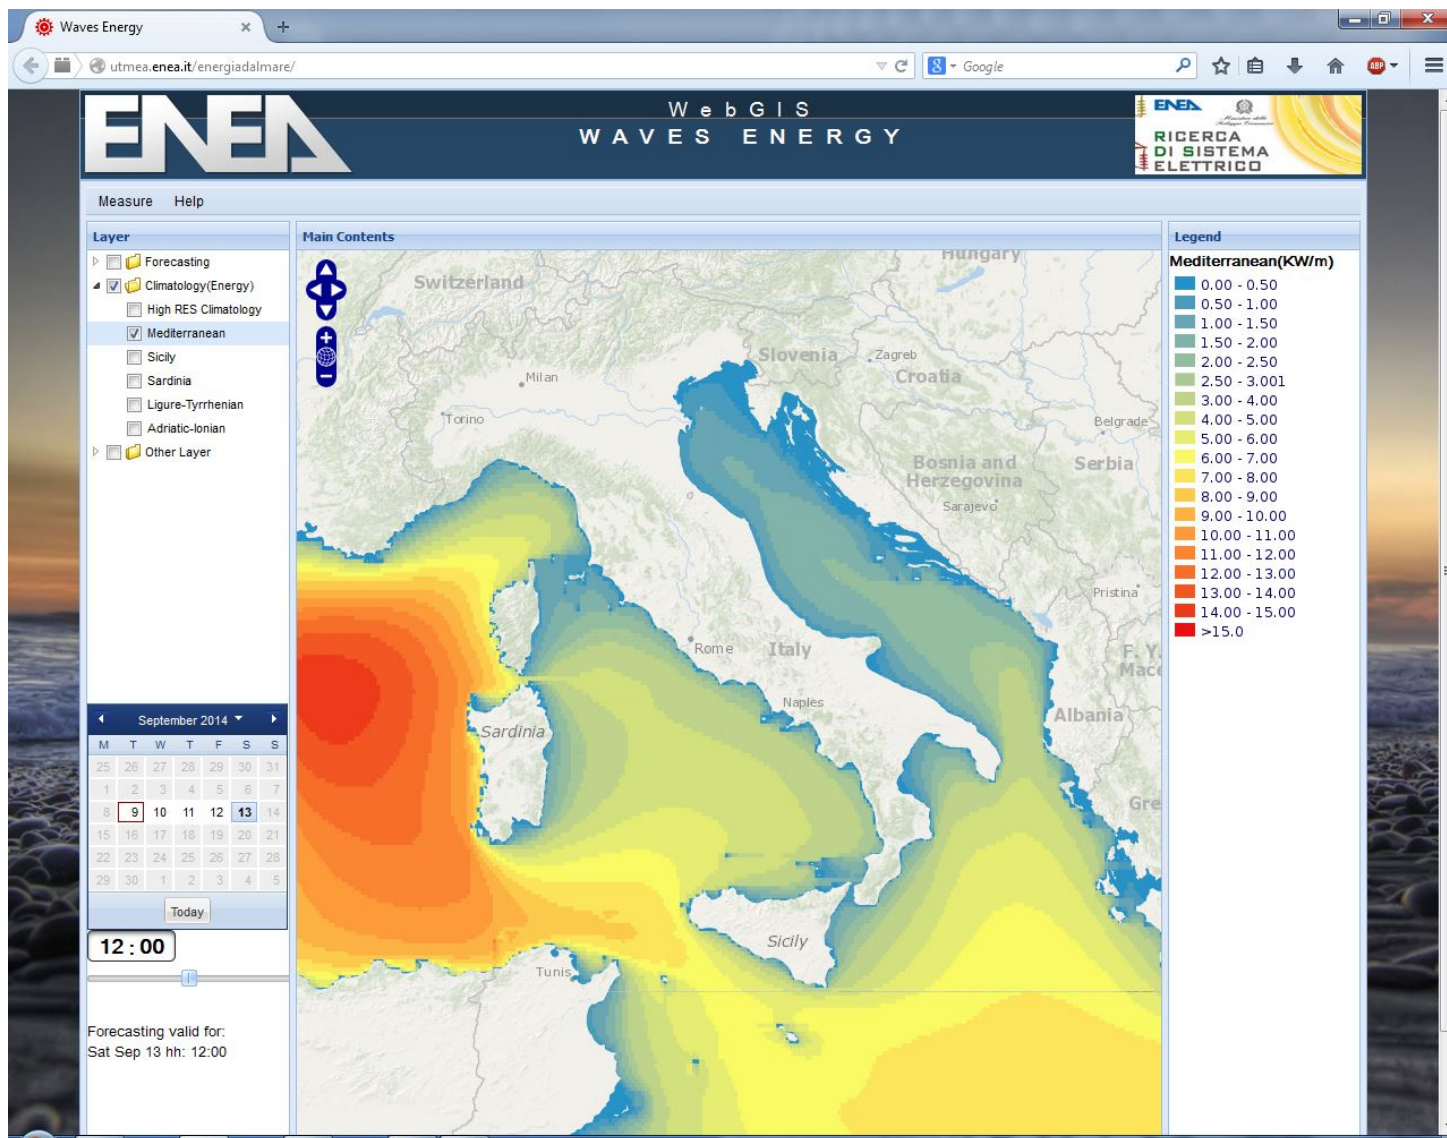 Waves Energy
utmea.enea.it/energiadalmare/
Google
ABP
ENEA
WebGIS
WAVES ENERGY
ENEA
RICERCA
DI SISTEMA
ELETTRICO
Measure Help
Layer
Forecasting
Climatology(Energy)
High RES Climatology
Mediterranean
Sicily
Sardinia
Ligure-Tyrrhenian
Adriatic-Ionian
Other Layer
September 2014
M T W T F S S
25 26 27 28 29 30 31
1 2 3 4 5 6 7
8 9 10 11 12 13 14
15 16 17 18 19 20 21
22 23 24 25 26 27 28
29 30 1 2 3 4 5
Today
12:00
Forecasting valid for:
Sat Sep 13 hh: 12:00
Main Contents
Hungary
Switzerland
Slovenia
Zagreb
Croatia
Milan
Torino
Belgrade
Bosnia and
Herzegovina
Serbia
Sarajevo
Pristina
Rome
Italy
F. Y.
Mace
Naples
Albania
Sardinia
Gre
Sicily
Tunis
Legend
Mediterranean(KW/m)
0.00 - 0.50
0.50 - 1.00
1.00 - 1.50
1.50 - 2.00
2.00 - 2.50
2.50 - 3.001
3.00 - 4.00
4.00 - 5.00
5.00 - 6.00
6.00 - 7.00
7.00 - 8.00
8.00 - 9.00
9.00 - 10.00
10.00 - 11.00
11.00 - 12.00
12.00 - 13.00
13.00 - 14.00
14.00 - 15.00
>15.0